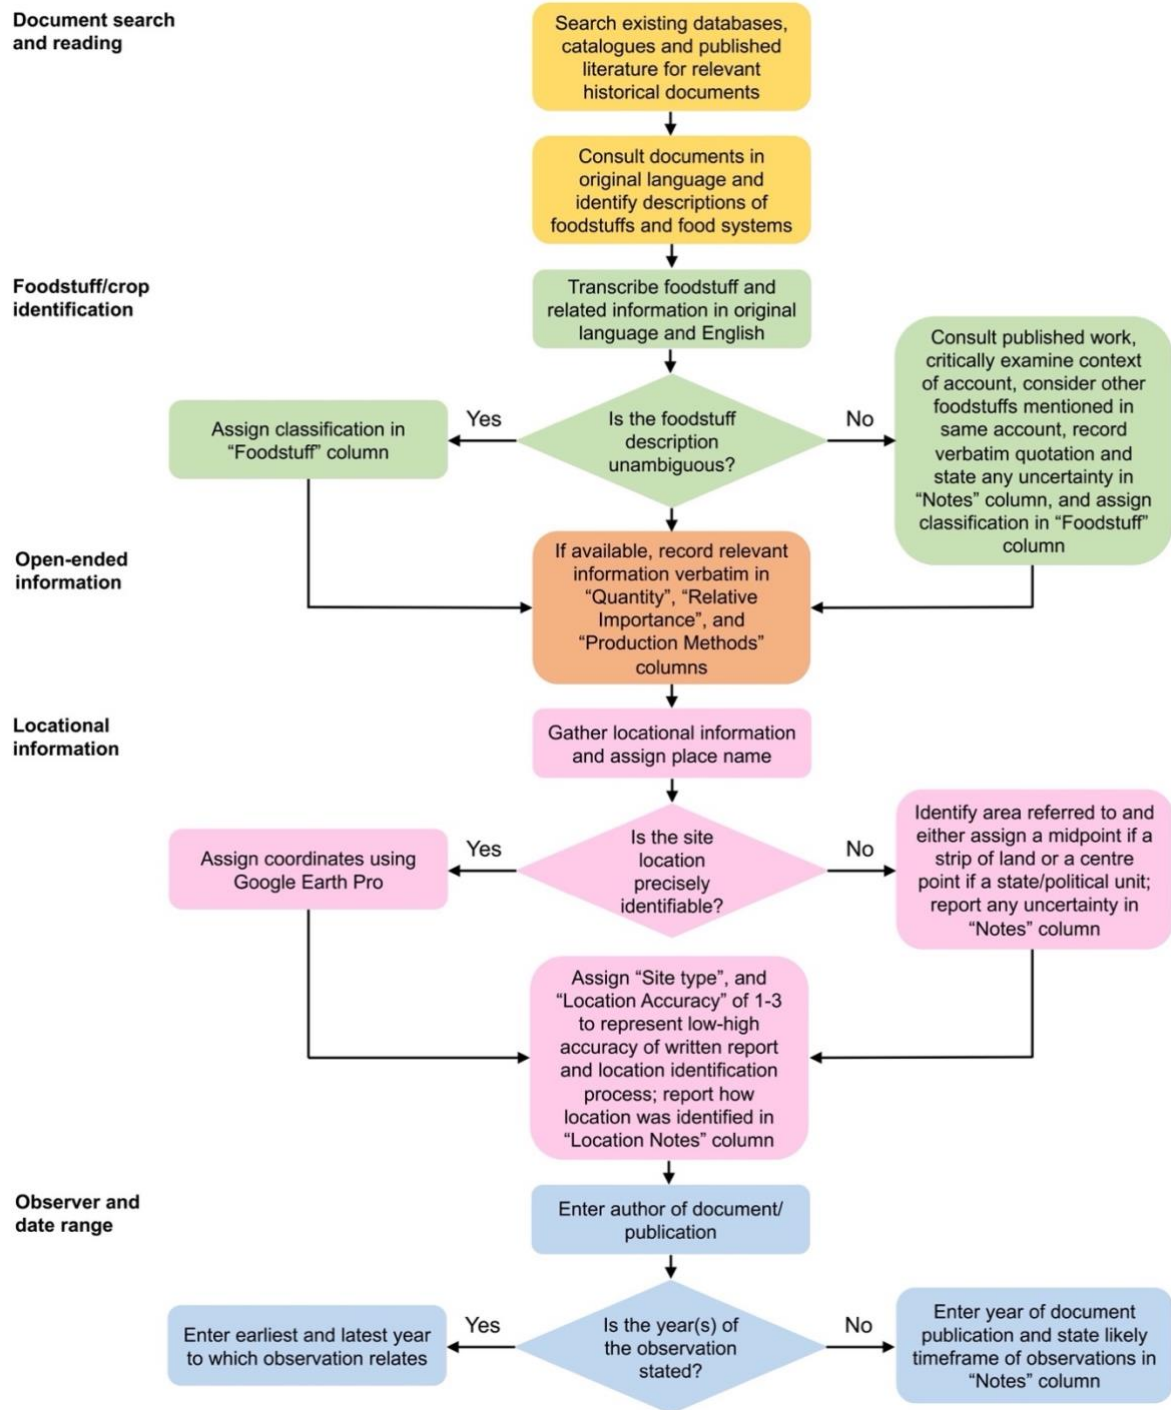 Document search
and reading
Search existing databases,
catalogues and published
literature for relevant
historical documents
Consult documents in
original language and
identify descriptions of
foodstuffs and food systems
Foodstuff/crop
identification
Transcribe foodstuff and
related information in original
language and English
Is the foodstuff
description
unambiguous?
Yes
Assign classification in
“Foodstuff” column
No
Consult published work,
critically examine context
of account, consider other
foodstuffs mentioned in
same account, record
verbatim quotation and
state any uncertainty in
“Notes” column, and assign
classification in “Foodstuff”
column
Open-ended
information
If available, record relevant
information verbatim in
“Quantity”, “Relative
Importance”, and
“Production Methods”
columns
Locational
information
Gather locational information
and assign place name
Is the site
location
precisely
identifiable?
Yes
Assign coordinates using
Google Earth Pro
No
Identify area referred to and
either assign a midpoint if a
strip of land or a centre
point if a state/political unit;
report any uncertainty in
“Notes” column
Assign “Site type”, and
“Location Accuracy” of 1-3
to represent low-high
accuracy of written report
and location identification
process; report how
location was identified in
“Location Notes” column
Observer and
date range
Enter author of document/
publication
Is the year(s) of
the observation
stated?
Yes
Enter earliest and latest year
to which observation relates
No
Enter year of document
publication and state likely
timeframe of observations in
“Notes” column